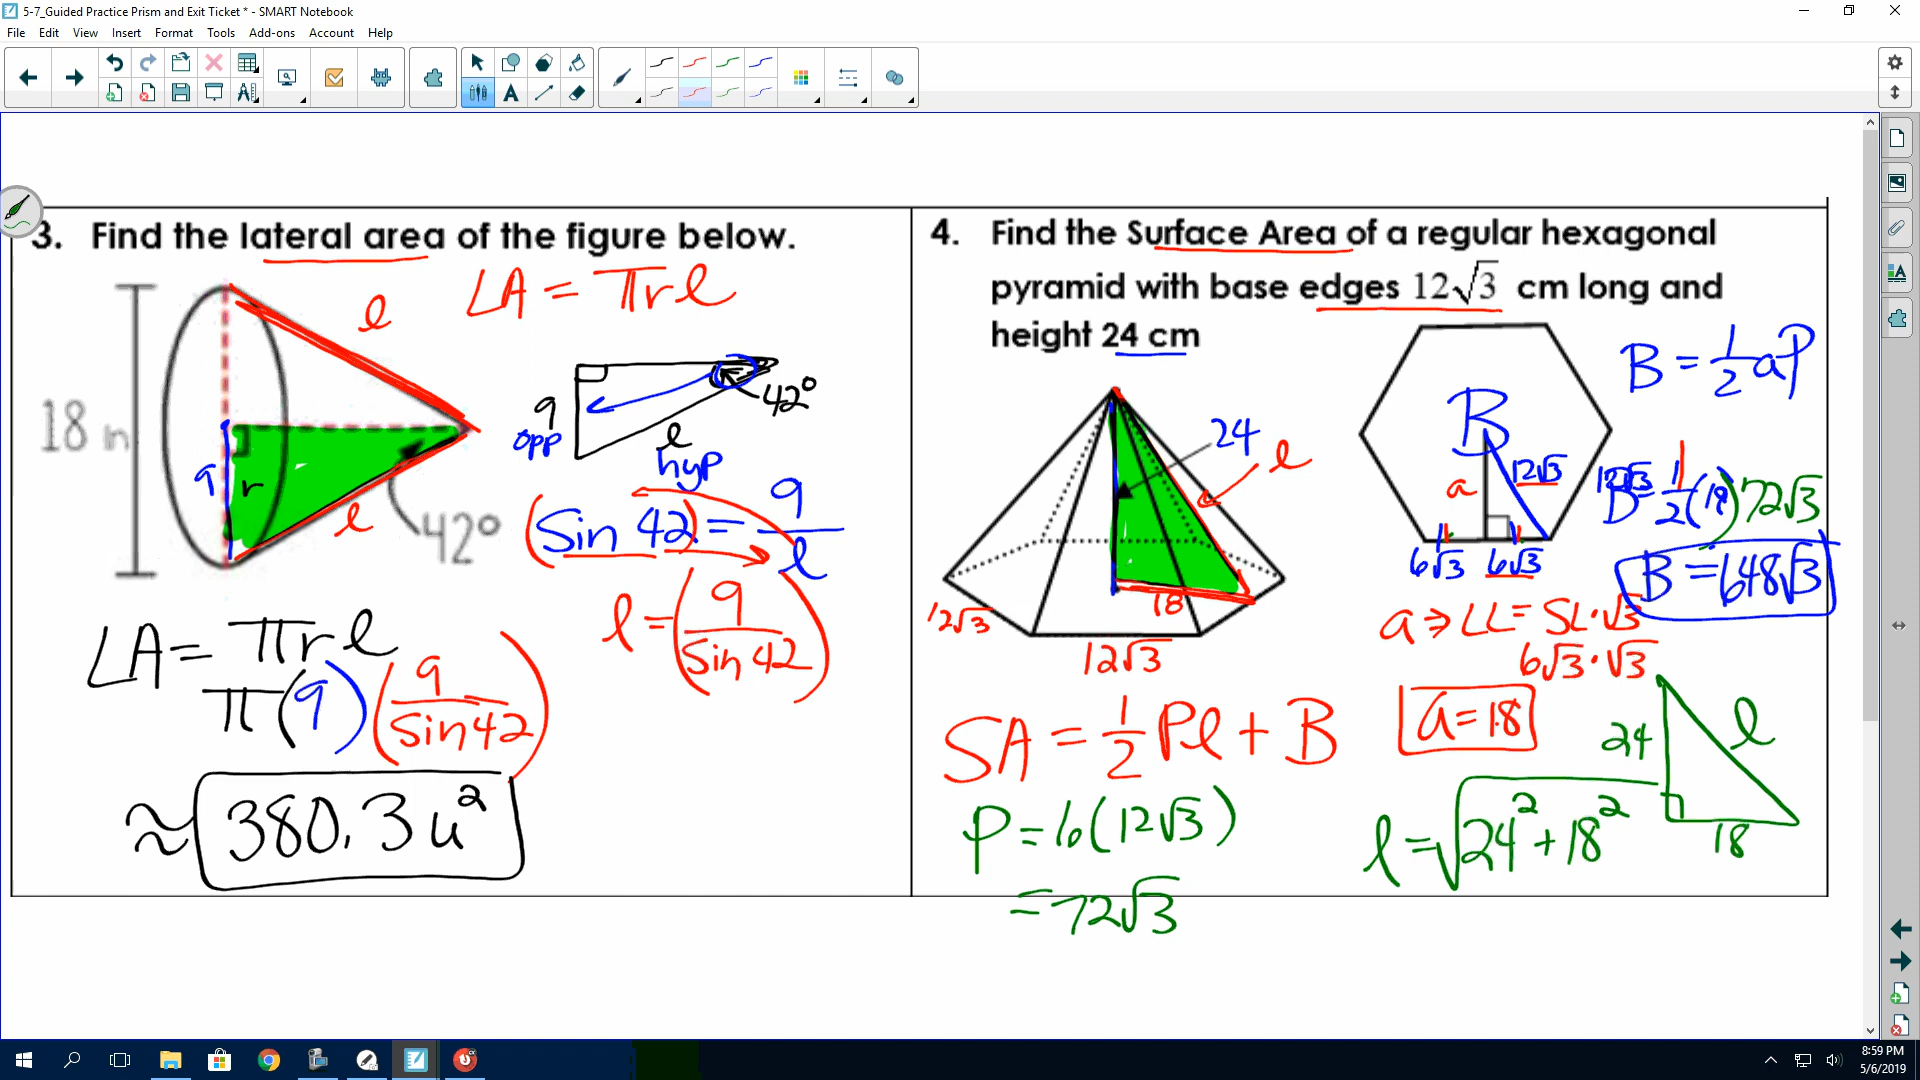 5-7_Guided Practice Prism and Exit Ticket * - SMART Notebook
File Edit View Insert Format Tools Add-ons Account Help
3. Find the lateral area of the figure below.
LA = πrl
l
18 in
9
r
l
42°
9
opp
42°
l
hyp
(Sin 42) = 9/l
l = (9/Sin 42)
LA = πrl
π(9)(9/Sin 42)
≈ 380.3 u²
4. Find the Surface Area of a regular hexagonal
pyramid with base edges 12√3 cm long and
height 24 cm
24
l
18
12√3
12√3
B
a
12√3
6√3 6√3
B = 1/2 aP
B = 1/2 (18) 72√3
B = 648√3
a ⇒ LL = SL·√3
6√3·√3
a = 18
SA = 1/2 Pl + B
P = 6(12√3)
= 72√3
24
l
18
l = √24² + 18²
8:59 PM
5/6/2019